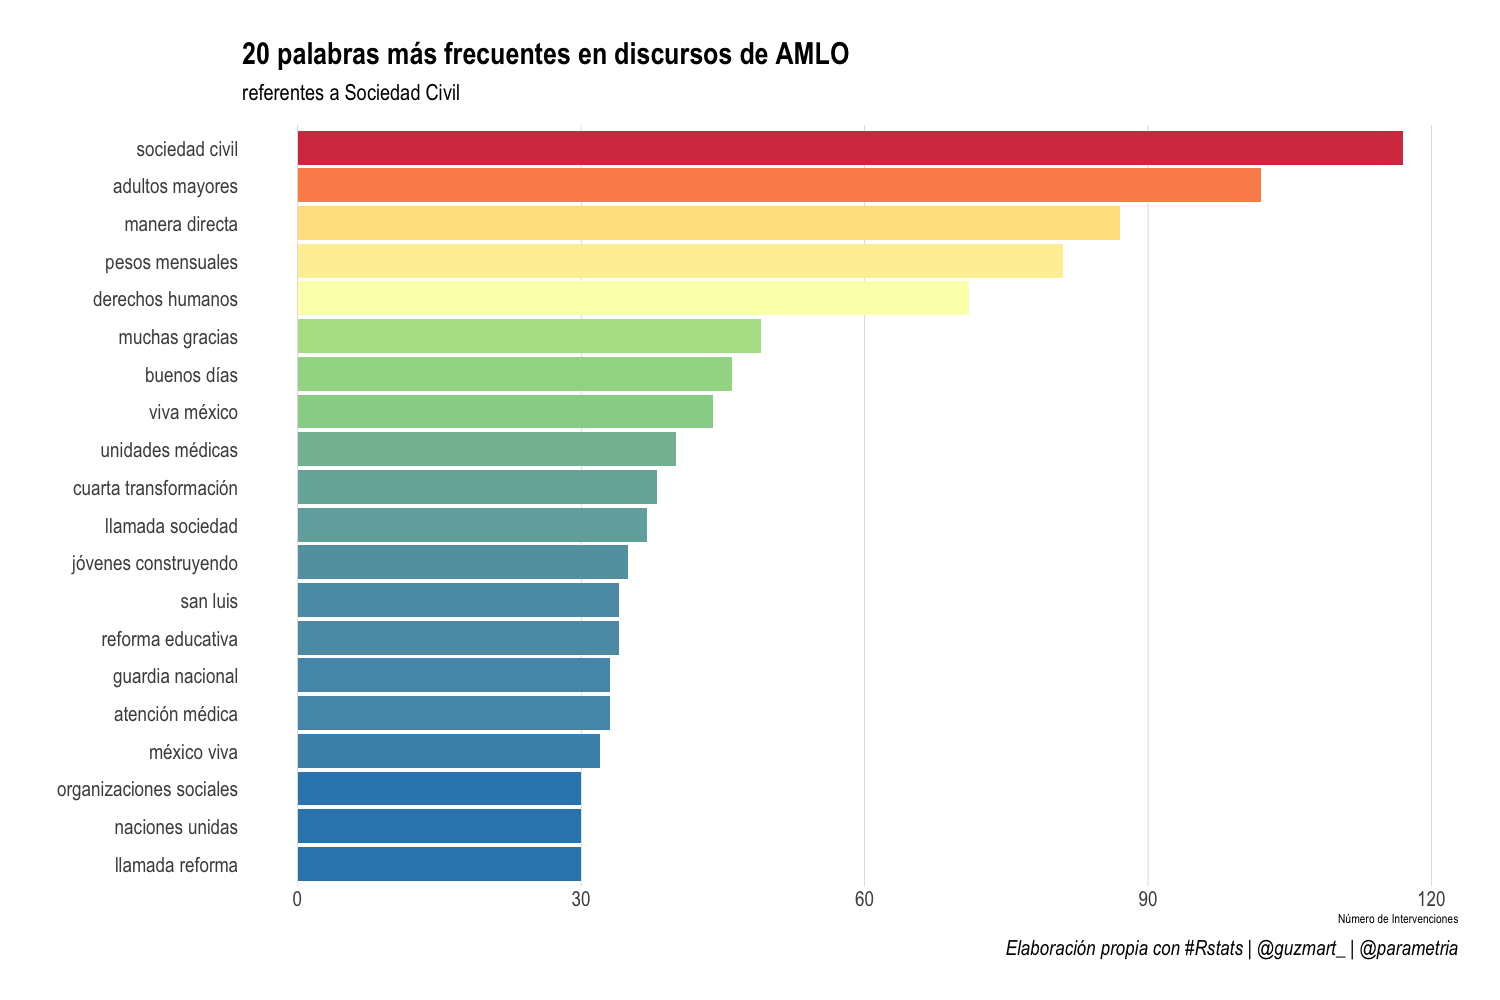 20 palabras más frecuentes en discursos de AMLO
referentes a Sociedad Civil
sociedad civil
adultos mayores
manera directa
pesos mensuales
derechos humanos
muchas gracias
buenos días
viva méxico
unidades médicas
cuarta transformación
llamada sociedad
jóvenes construyendo
san luis
reforma educativa
guardia nacional
atención médica
méxico viva
organizaciones sociales
naciones unidas
llamada reforma
0 30 60 90 120
Número de Intervenciones
Elaboración propia con #Rstats | @guzmart_ | @parametria